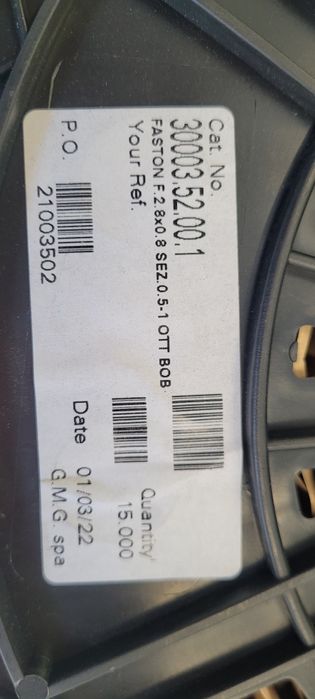 Cat. No.
30003.52.00.1
FASTON F.2.8x0.8 SEZ.0.5-1 OTT BOB
Your Ref.
Quantity
15.000
P.O.
21003502
Date 01/03/22
G.M.G. spa